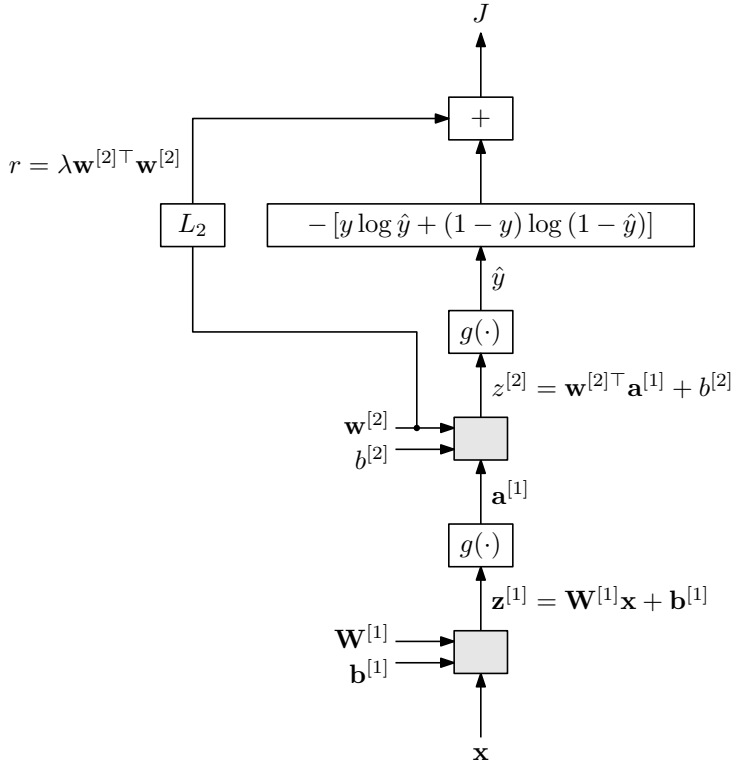 J
+
r = λw^{[2]⊤}w^{[2]}
L₂
− [y log ŷ + (1 − y) log (1 − ŷ)]
ŷ
g(·)
z^{[2]} = w^{[2]⊤}a^{[1]} + b^{[2]}
w^{[2]}
b^{[2]}
a^{[1]}
g(·)
z^{[1]} = W^{[1]}x + b^{[1]}
W^{[1]}
b^{[1]}
x